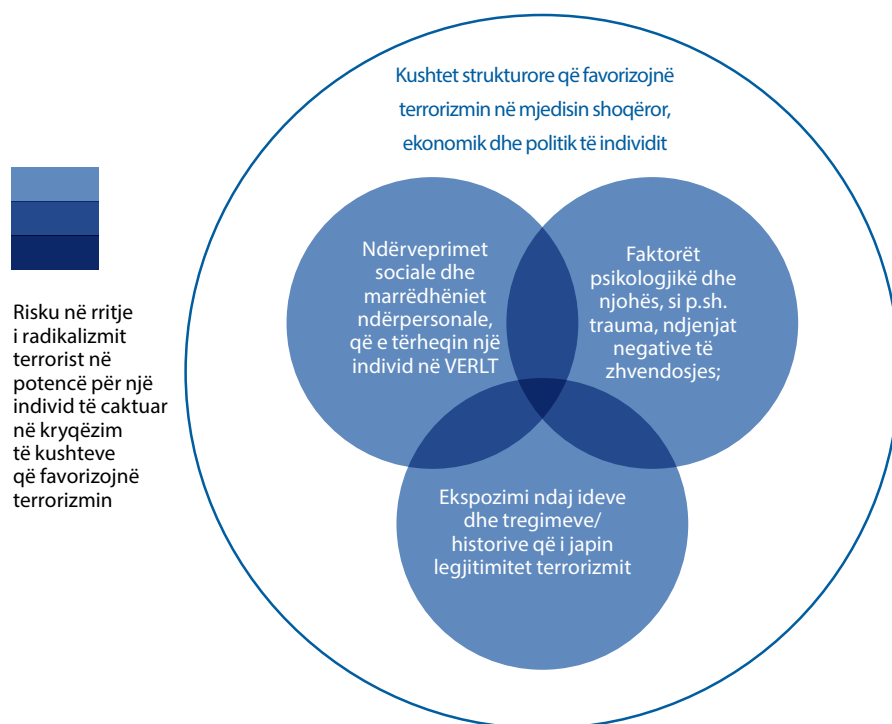 Kushtet strukturore që favorizojnë
terrorizmin në mjedisin shoqëror,
ekonomik dhe politik të individit
Ndërveprimet
sociale dhe
marrëdhëniet
ndërpersonale,
që e tërheqin një
individ në VERLT
Faktorët
psikologjikë dhe
njohës, si p.sh.
trauma, ndjenjat
negative të
zhvendosjes;
Risku në rritje
i radikalizmit
terrorist në
potencë për një
individ të caktuar
në kryqëzim
të kushteve
që favorizojnë
terrorizmin
Ekspozimi ndaj ideve
dhe tregimeve/
historive që i japin
legjitimitet terrorizmit